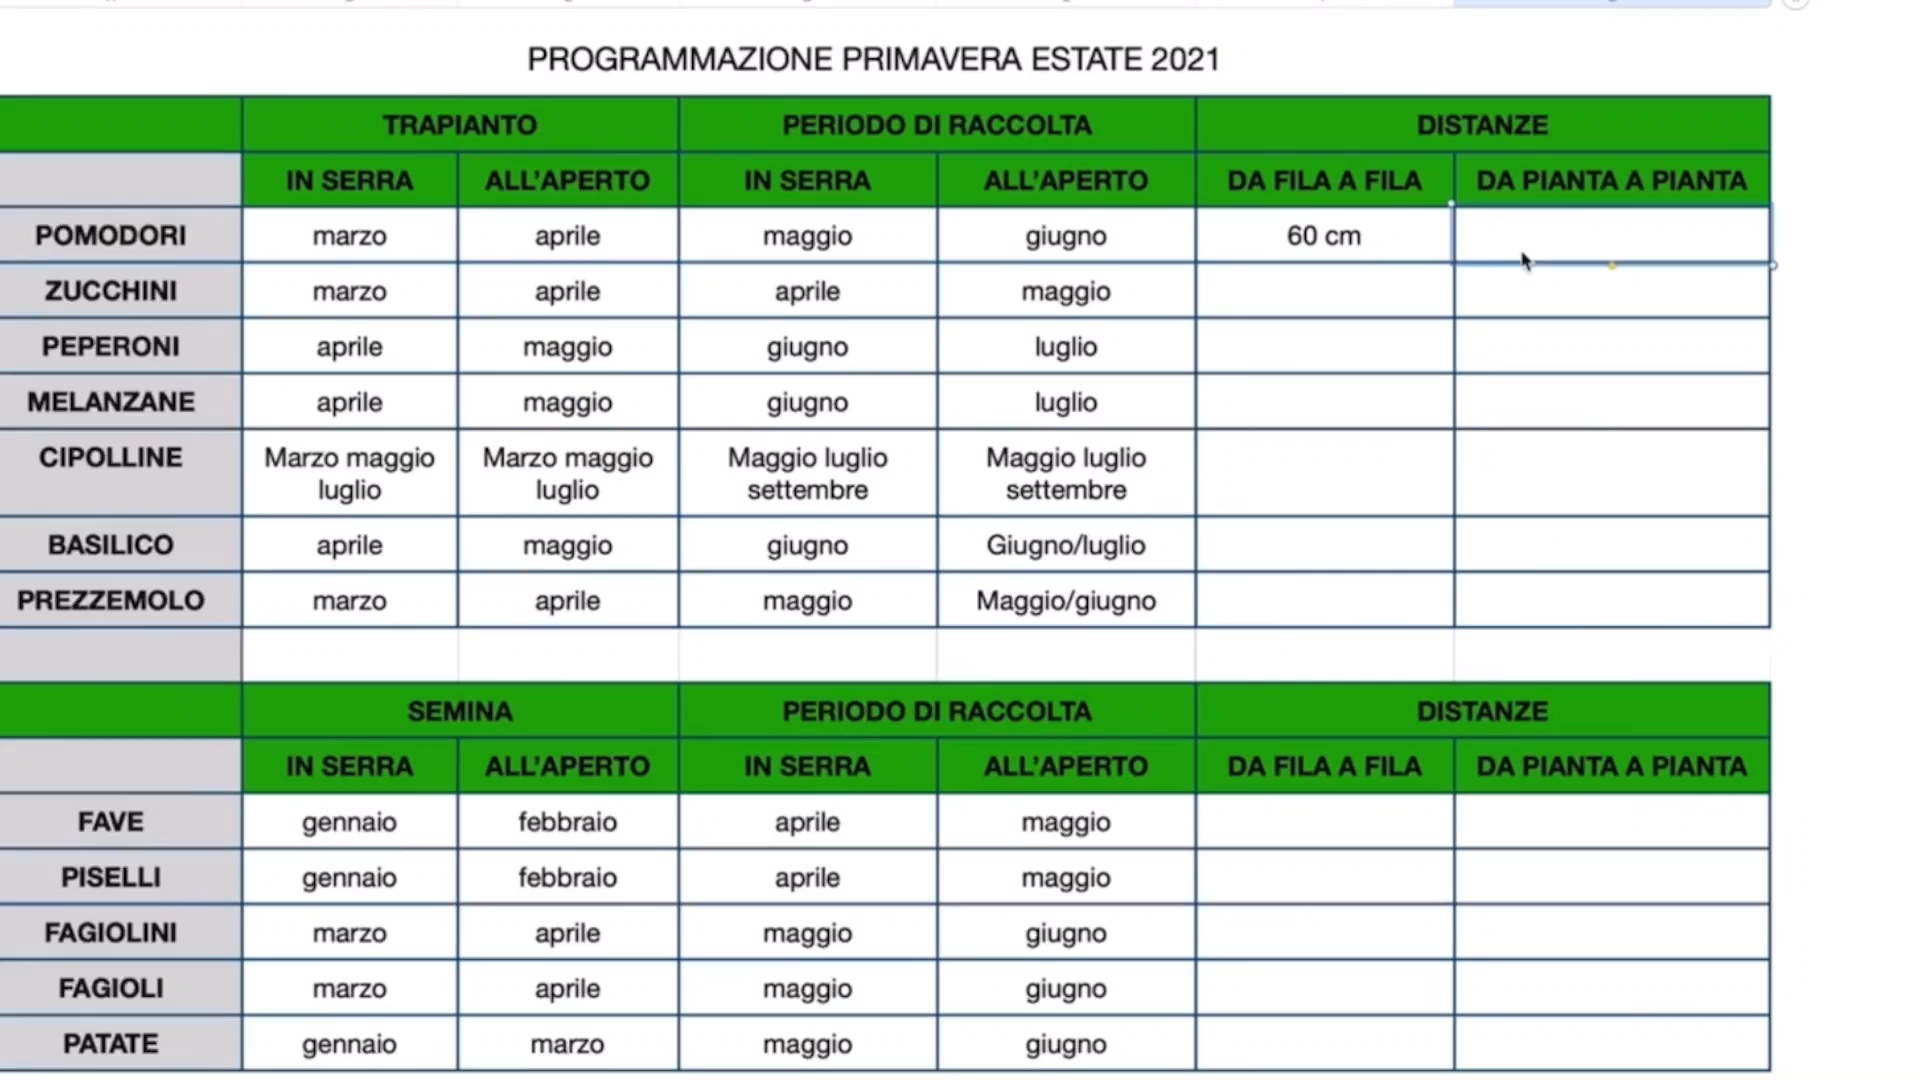 PROGRAMMAZIONE PRIMAVERA ESTATE 2021
TRAPIANTO PERIODO DI RACCOLTA DISTANZE
IN SERRA ALL'APERTO IN SERRA ALL'APERTO DA FILA A FILA DA PIANTA A PIANTA
POMODORI marzo aprile maggio giugno 60 cm
ZUCCHINI marzo aprile aprile maggio
PEPERONI aprile maggio giugno luglio
MELANZANE aprile maggio giugno luglio
CIPOLLINE Marzo maggio Marzo maggio Maggio luglio Maggio luglio
luglio luglio settembre settembre
BASILICO aprile maggio giugno Giugno/luglio
PREZZEMOLO marzo aprile maggio Maggio/giugno
SEMINA PERIODO DI RACCOLTA DISTANZE
IN SERRA ALL'APERTO IN SERRA ALL'APERTO DA FILA A FILA DA PIANTA A PIANTA
FAVE gennaio febbraio aprile maggio
PISELLI gennaio febbraio aprile maggio
FAGIOLINI marzo aprile maggio giugno
FAGIOLI marzo aprile maggio giugno
PATATE gennaio marzo maggio giugno